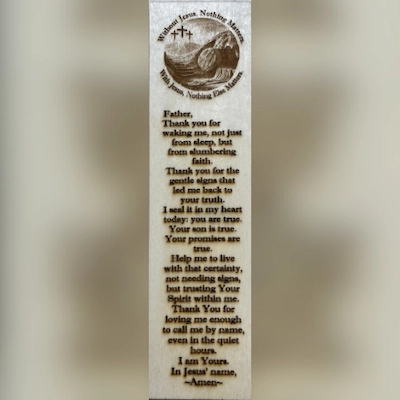 Without Jesus, Nothing Matters.
With Jesus, Nothing Else Matters.
Father,
Thank you for
waking me, not just
from sleep, but
from slumbering
faith.
Thank you for the
gentle signs that
led me back to
your truth.
I seal it in my heart
today: you are true.
Your son is true.
Your promises are
true.
Help me to live
with that certainty,
not needing signs,
but trusting Your
Spirit within me.
Thank You for
loving me enough
to call me by name,
even in the quiet
hours.
I am Yours.
In Jesus' name,
~Amen~